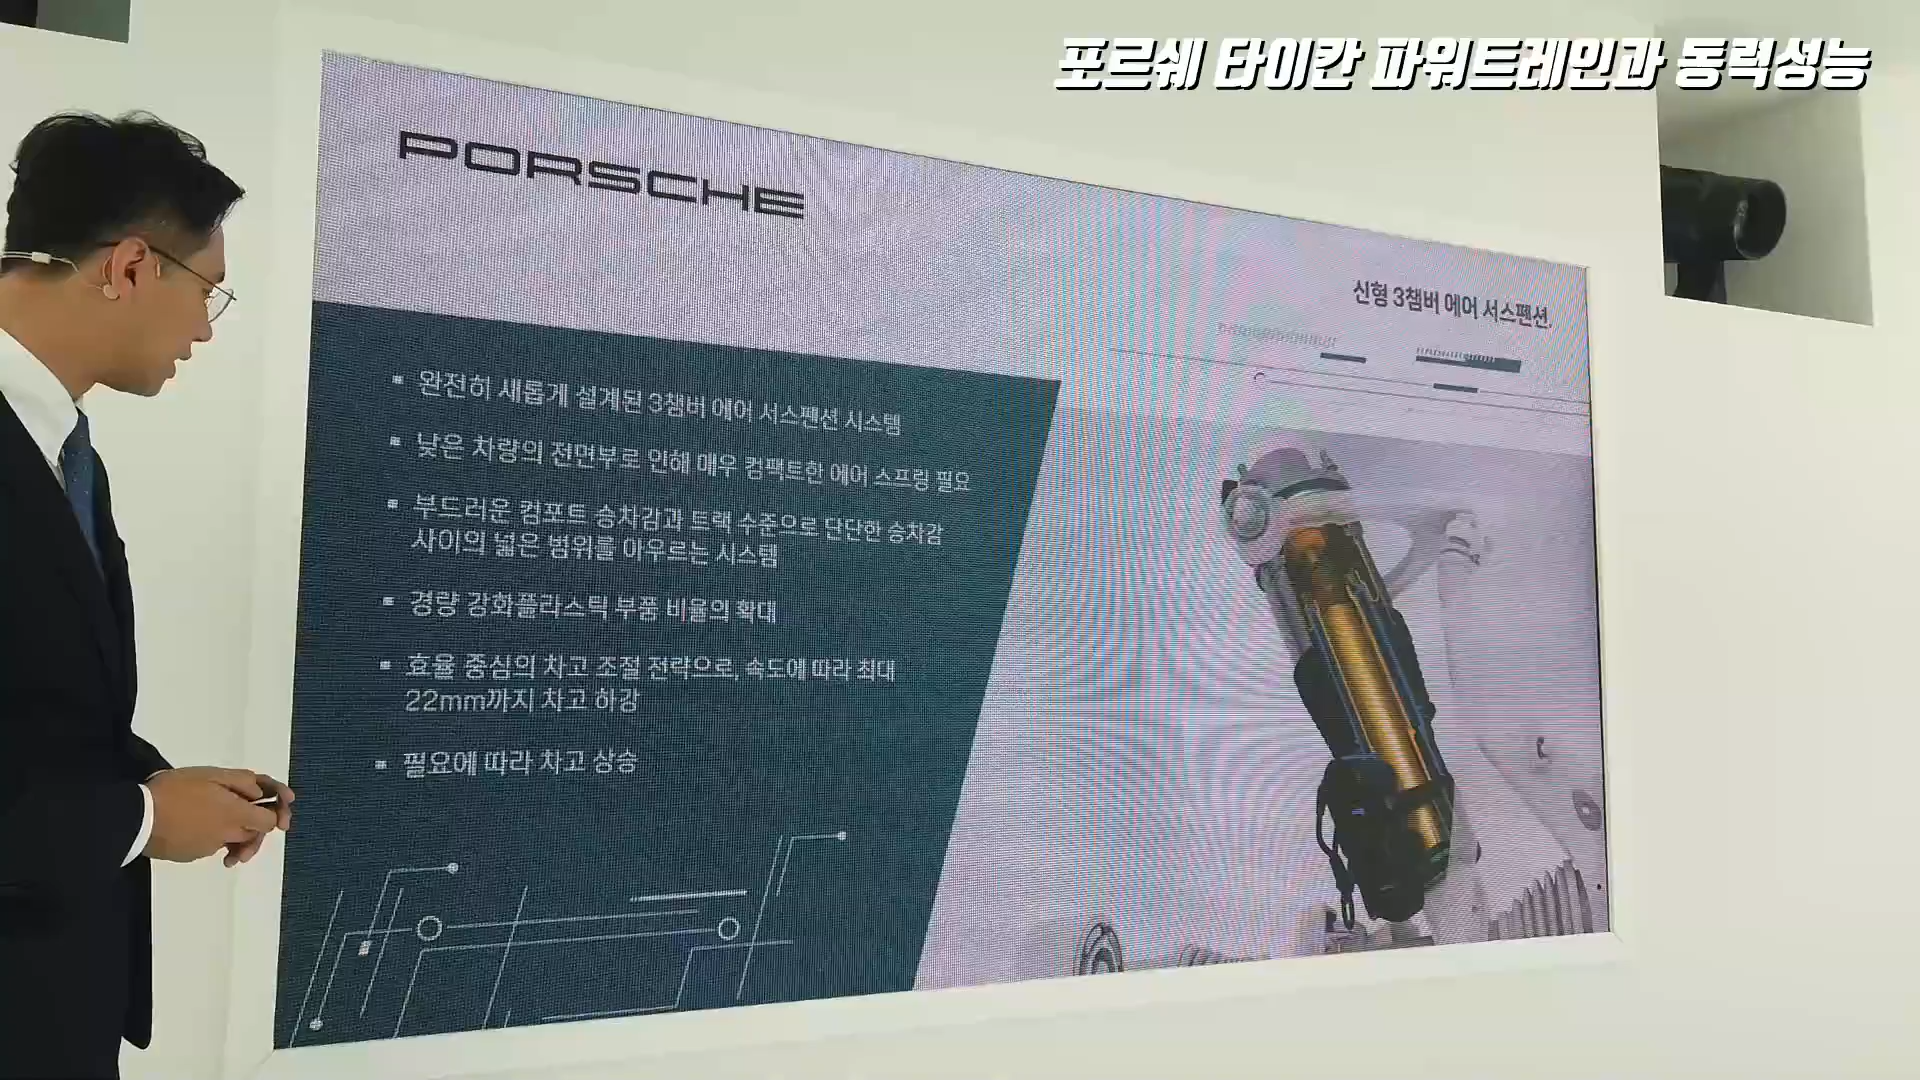 포르쉐 타이칸 파워트레인과 동력성능
PORSCHE
신형 3챔버 에어 서스펜션.
▪ 완전히 새롭게 설계된 3챔버 에어 서스펜션 시스템
▪ 낮은 차량의 전면부로 인해 매우 컴팩트한 에어 스프링 필요
▪ 부드러운 컴포트 승차감과 트랙 수준으로 단단한 승차감
사이의 넓은 범위를 아우르는 시스템
▪ 경량 강화플라스틱 부품 비율의 확대
▪ 효율 중심의 차고 조절 전략으로, 속도에 따라 최대
22mm까지 차고 하강
▪ 필요에 따라 차고 상승